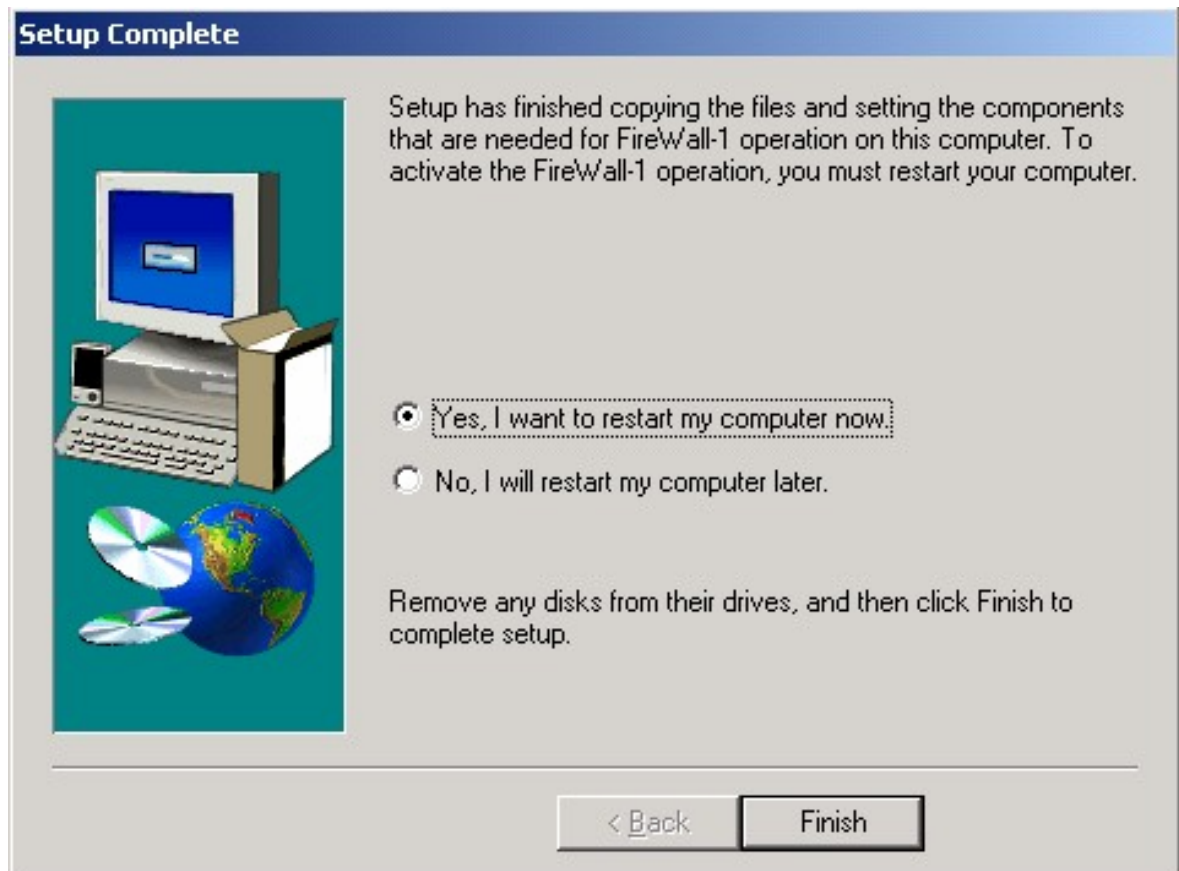 Setup Complete
Setup has finished copying the files and setting the components
that are needed for FireWall-1 operation on this computer. To
activate the FireWall-1 operation, you must restart your computer.
Yes, I want to restart my computer now.
No, I will restart my computer later.
Remove any disks from their drives, and then click Finish to
complete setup.
< Back
Finish